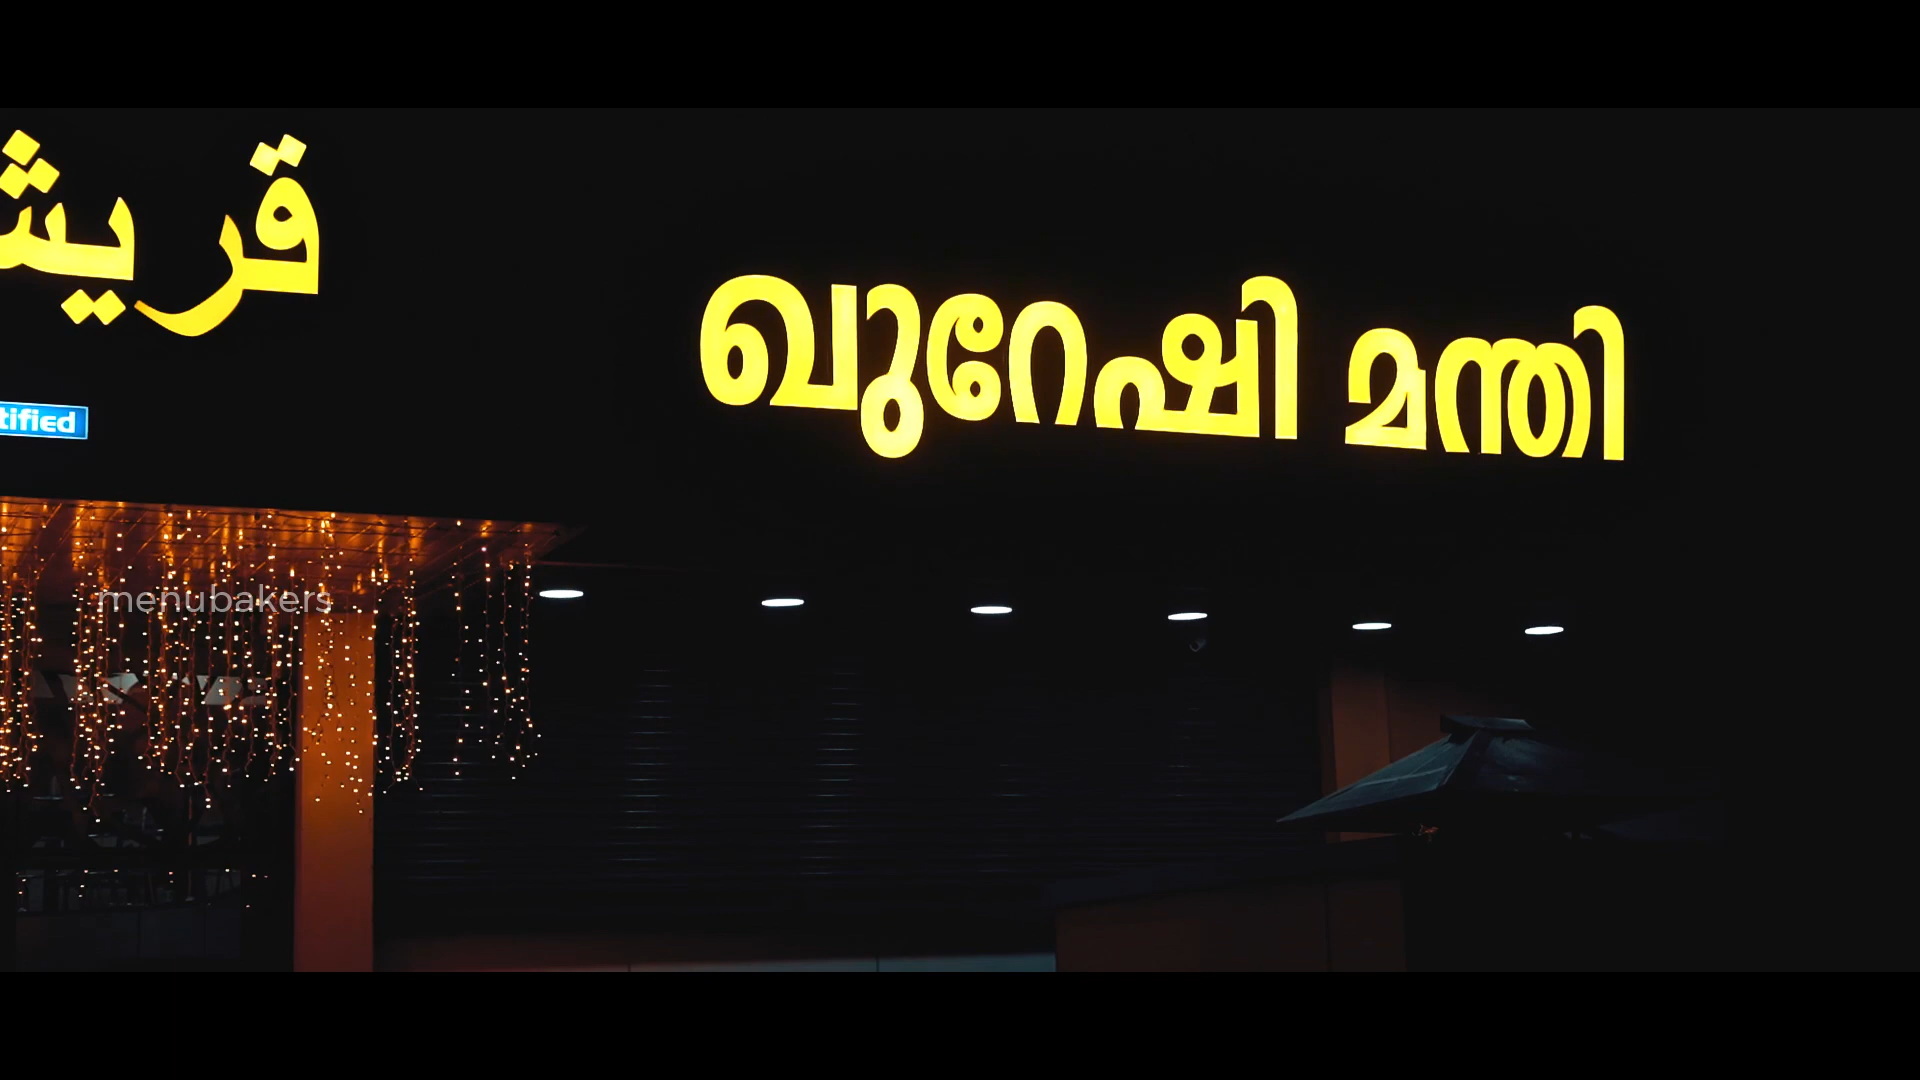 قريش
ഖുറേഷി മന്തി
tified
menubakers